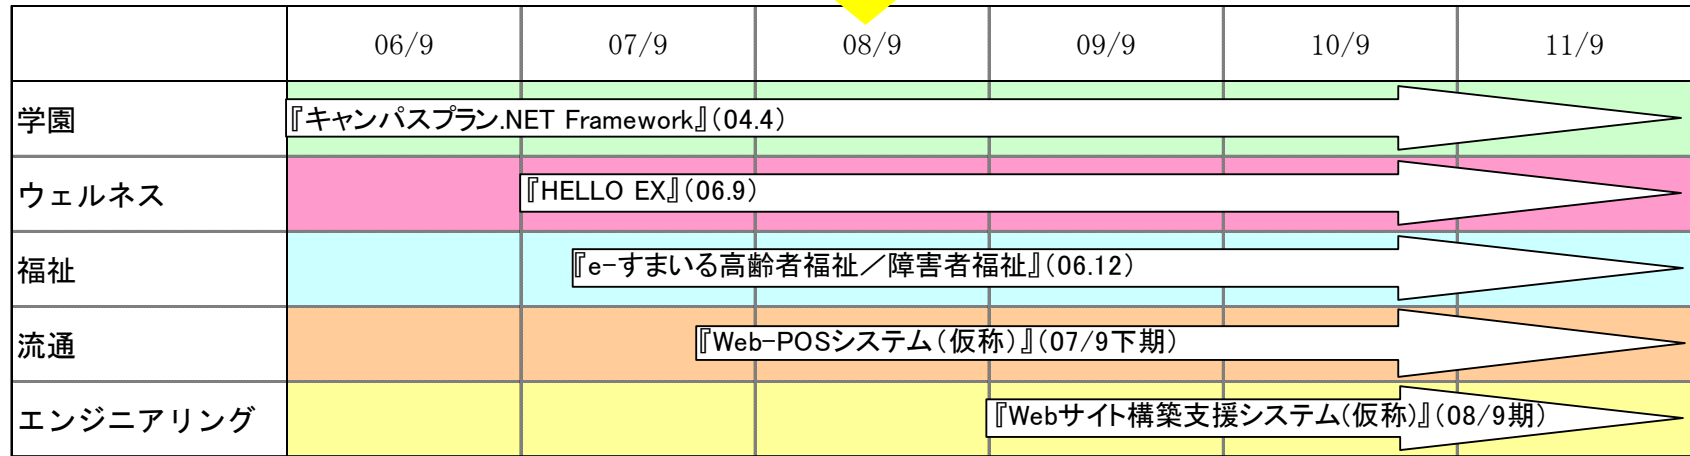 06/9 07/9 08/9 09/9 10/9 11/9
学園 『キャンパスプラン.NET Framework』(04.4)
ウェルネス 『HELLO EX』(06.9)
福祉 『e-すまいる高齢者福祉／障害者福祉』(06.12)
流通 『Web-POSシステム(仮称)』(07/9下期)
エンジニアリング 『Webサイト構築支援システム(仮称)』(08/9期)